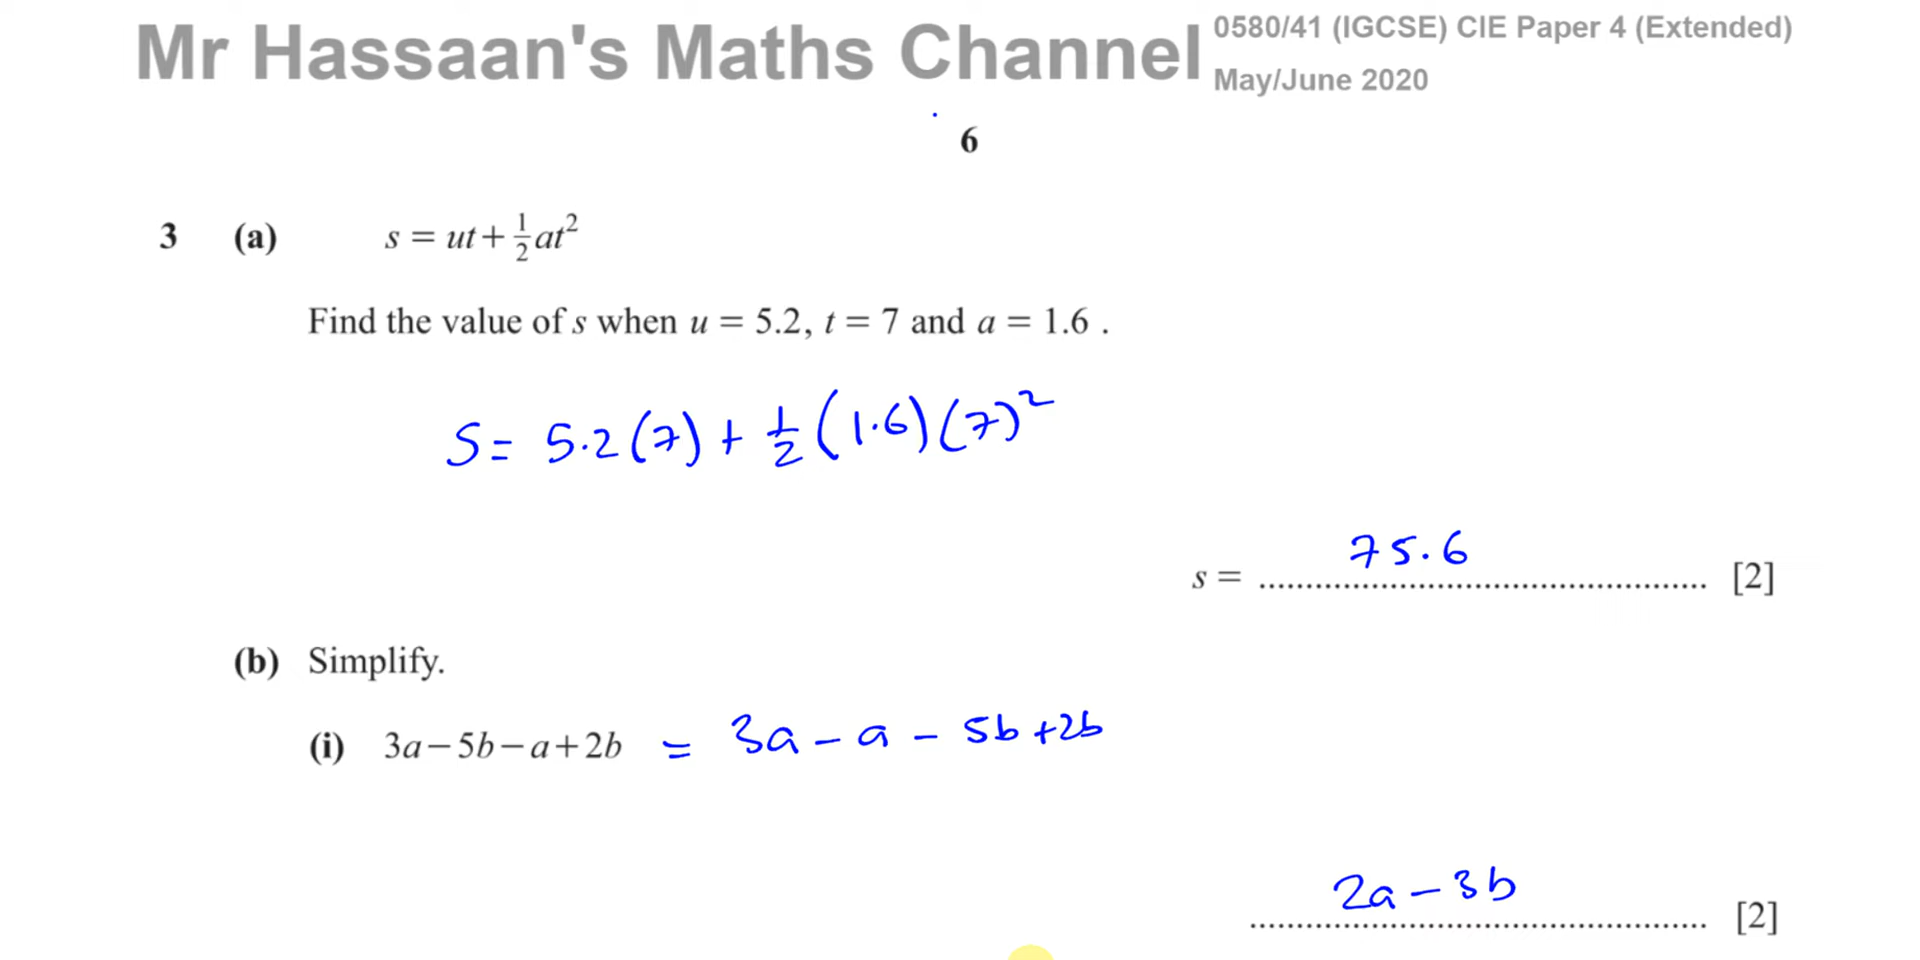 Mr Hassaan's Maths Channel 0580/41 (IGCSE) CIE Paper 4 (Extended)
May/June 2020
6
3 (a) s = ut + ½at²
Find the value of s when u = 5.2, t = 7 and a = 1.6 .
S = 5.2(7) + ½(1.6)(7)²
75.6
s = .................................................. [2]
(b) Simplify.
(i) 3a − 5b − a + 2b = 3a − a − 5b + 2b
2a − 3b
.................................................. [2]